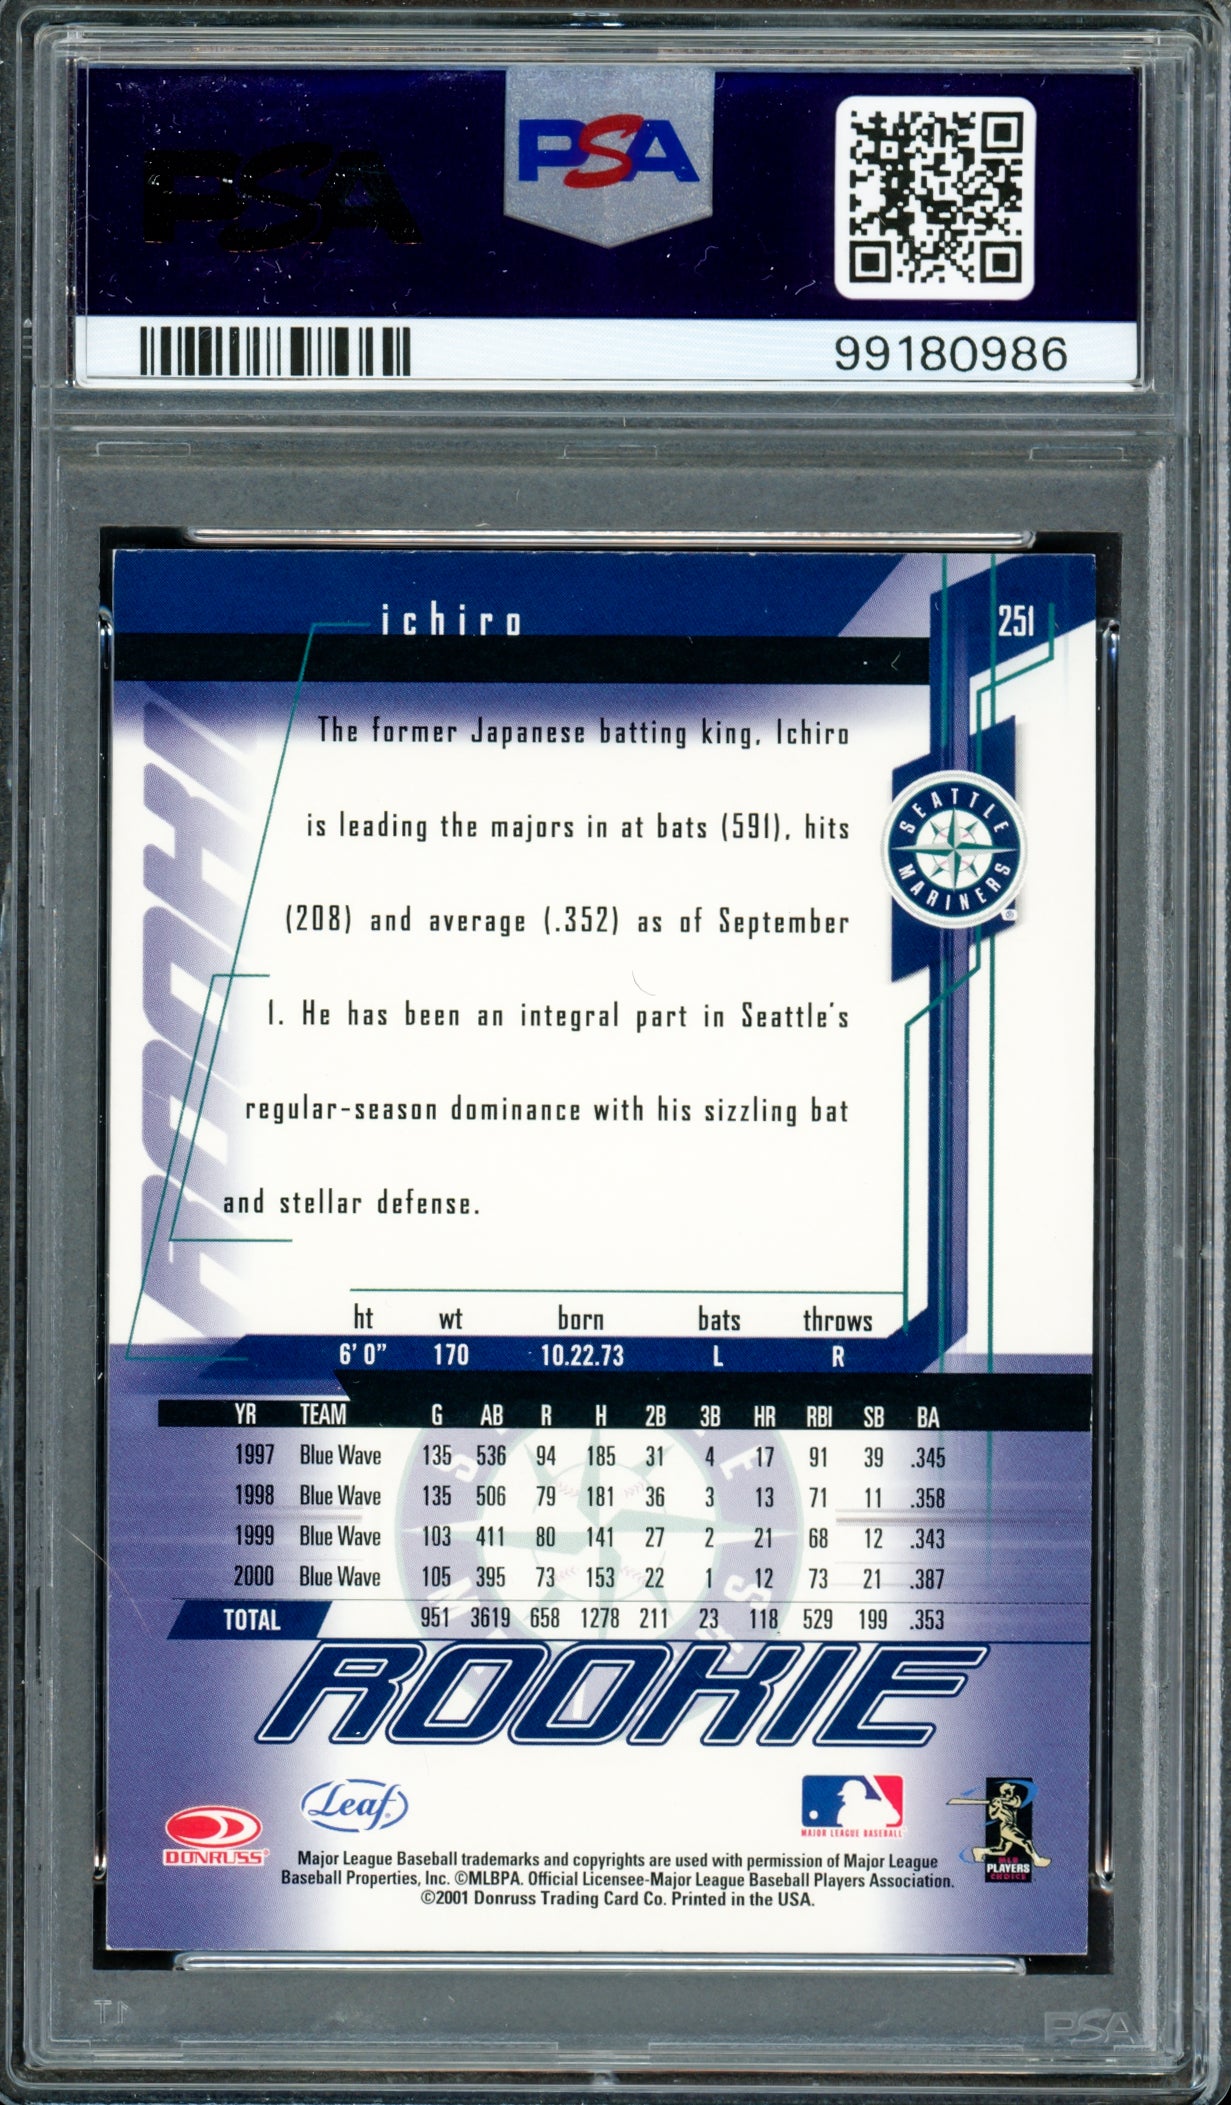 PSA
PSA
99180986
ichiro
251
The former Japanese batting king, Ichiro
is leading the majors in at bats (591), hits
(208) and average (.352) as of September
1. He has been an integral part in Seattle's
regular-season dominance with his sizzling bat
and stellar defense.
SEATTLE
MARINERS
®
ROOKIE
ht wt born bats throws
6' 0" 170 10.22.73 L R
YR TEAM G AB R H 2B 3B HR RBI SB BA
1997 Blue Wave 135 536 94 185 31 4 17 91 39 .345
1998 Blue Wave 135 506 79 181 36 3 13 71 11 .358
1999 Blue Wave 103 411 80 141 27 2 21 68 12 .343
2000 Blue Wave 105 395 73 153 22 1 12 73 21 .387
TOTAL 951 3619 658 1278 211 23 118 529 199 .353
ROOKIE
Leaf®
DONRUSS®
MAJOR LEAGUE BASEBALL
MLB
PLAYERS
CHOICE
Major League Baseball trademarks and copyrights are used with permission of Major League
Baseball Properties, Inc. ©MLBPA. Official Licensee-Major League Baseball Players Association.
©2001 Donruss Trading Card Co. Printed in the USA.
PSA